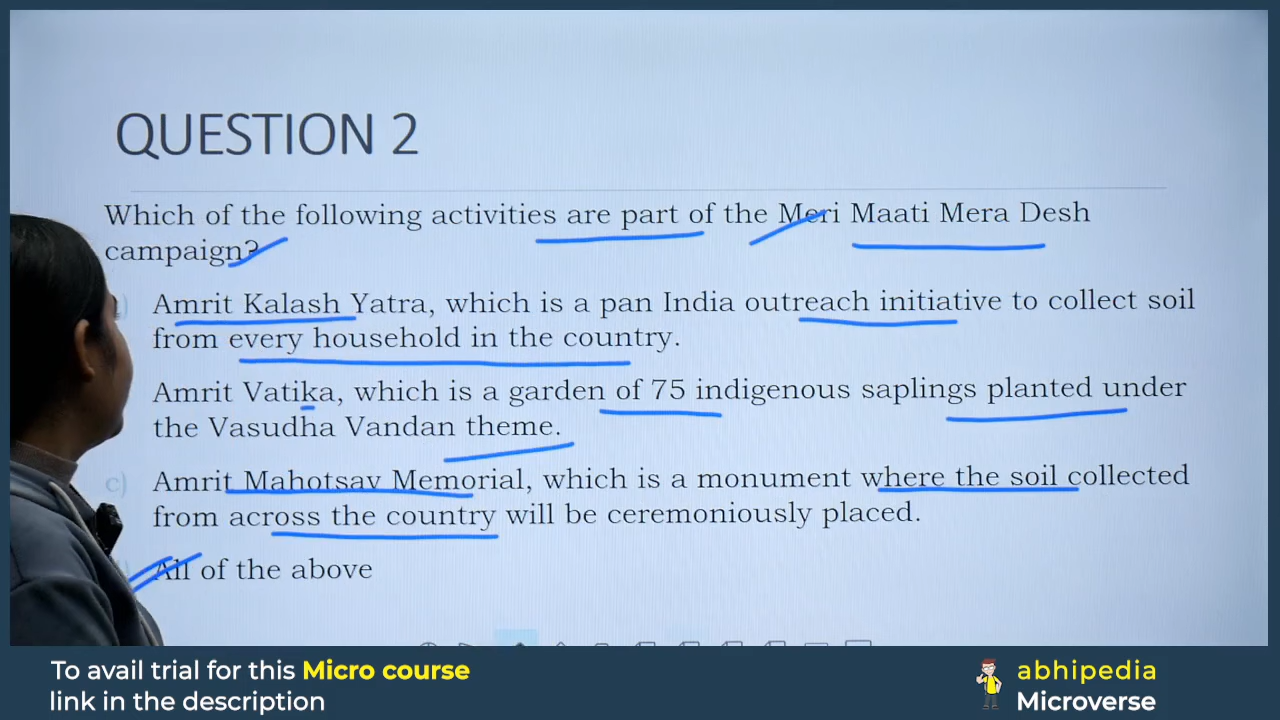 QUESTION 2
Which of the following activities are part of the Meri Maati Mera Desh
campaign?
) Amrit Kalash Yatra, which is a pan India outreach initiative to collect soil
from every household in the country.
Amrit Vatika, which is a garden of 75 indigenous saplings planted under
the Vasudha Vandan theme.
c) Amrit Mahotsav Memorial, which is a monument where the soil collected
from across the country will be ceremoniously placed.
All of the above
To avail trial for this Micro course
link in the description
abhipedia
Microverse